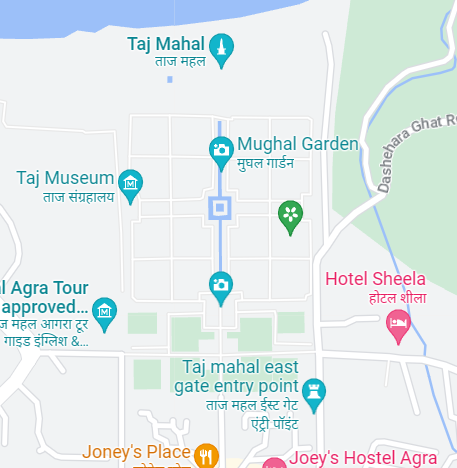 Taj Mahal
ताज महल
Mughal Garden
मुघल गार्डन
Dashehara Ghat R
Taj Museum
ताज संग्रहालय
Hotel Sheela
होटल शीला
Agra Tour
approved...
महल आगरा टूर
गाइड इंग्लिश &...
Taj mahal east
gate entry point
ताज महल ईस्ट गेट
एंट्री पॉइंट
Joney's Place
Joey's Hostel Agra